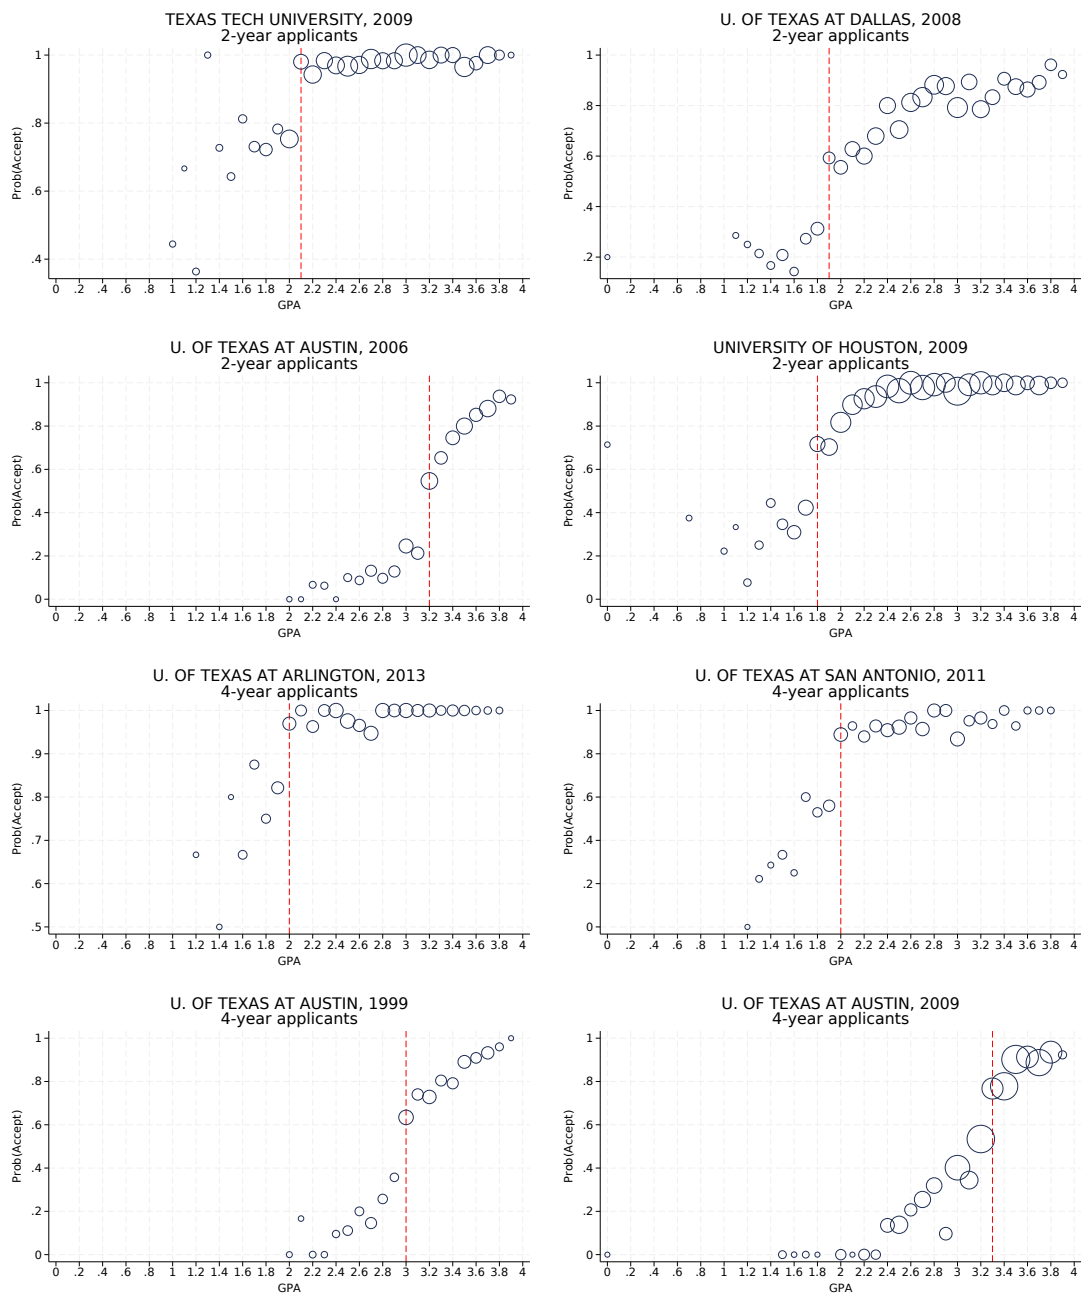 TEXAS TECH UNIVERSITY, 2009
2-year applicants
Prob(Accept)
1
.8
.6
.4
0 .2 .4 .6 .8 1 1.2 1.4 1.6 1.8 2 2.2 2.4 2.6 2.8 3 3.2 3.4 3.6 3.8 4
GPA
U. OF TEXAS AT DALLAS, 2008
2-year applicants
Prob(Accept)
1
.8
.6
.4
.2
0 .2 .4 .6 .8 1 1.2 1.4 1.6 1.8 2 2.2 2.4 2.6 2.8 3 3.2 3.4 3.6 3.8 4
GPA
U. OF TEXAS AT AUSTIN, 2006
2-year applicants
Prob(Accept)
1
.8
.6
.4
.2
0
0 .2 .4 .6 .8 1 1.2 1.4 1.6 1.8 2 2.2 2.4 2.6 2.8 3 3.2 3.4 3.6 3.8 4
GPA
UNIVERSITY OF HOUSTON, 2009
2-year applicants
Prob(Accept)
1
.8
.6
.4
.2
0
0 .2 .4 .6 .8 1 1.2 1.4 1.6 1.8 2 2.2 2.4 2.6 2.8 3 3.2 3.4 3.6 3.8 4
GPA
U. OF TEXAS AT ARLINGTON, 2013
4-year applicants
Prob(Accept)
1
.9
.8
.7
.6
.5
0 .2 .4 .6 .8 1 1.2 1.4 1.6 1.8 2 2.2 2.4 2.6 2.8 3 3.2 3.4 3.6 3.8 4
GPA
U. OF TEXAS AT SAN ANTONIO, 2011
4-year applicants
Prob(Accept)
1
.8
.6
.4
.2
0
0 .2 .4 .6 .8 1 1.2 1.4 1.6 1.8 2 2.2 2.4 2.6 2.8 3 3.2 3.4 3.6 3.8 4
GPA
U. OF TEXAS AT AUSTIN, 1999
4-year applicants
Prob(Accept)
1
.8
.6
.4
.2
0
0 .2 .4 .6 .8 1 1.2 1.4 1.6 1.8 2 2.2 2.4 2.6 2.8 3 3.2 3.4 3.6 3.8 4
GPA
U. OF TEXAS AT AUSTIN, 2009
4-year applicants
Prob(Accept)
1
.8
.6
.4
.2
0
0 .2 .4 .6 .8 1 1.2 1.4 1.6 1.8 2 2.2 2.4 2.6 2.8 3 3.2 3.4 3.6 3.8 4
GPA